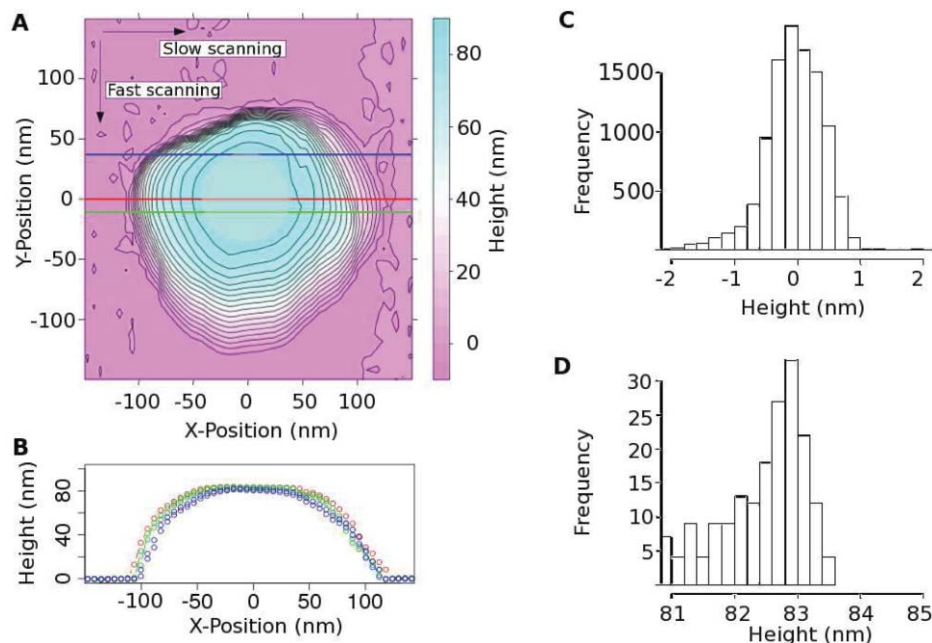 A
Slow scanning
Fast scanning
100
50
0
-50
-100
Y-Position (nm)
-100 -50 0 50 100
X-Position (nm)
80
60
40
20
0
Height (nm)
B
80
40
0
Height (nm)
-100 -50 0 50 100
X-Position (nm)
C
1500
1000
500
Frequency
-2 -1 0 1 2
Height (nm)
D
30
25
20
15
10
5
Frequency
81 82 83 84 85
Height (nm)